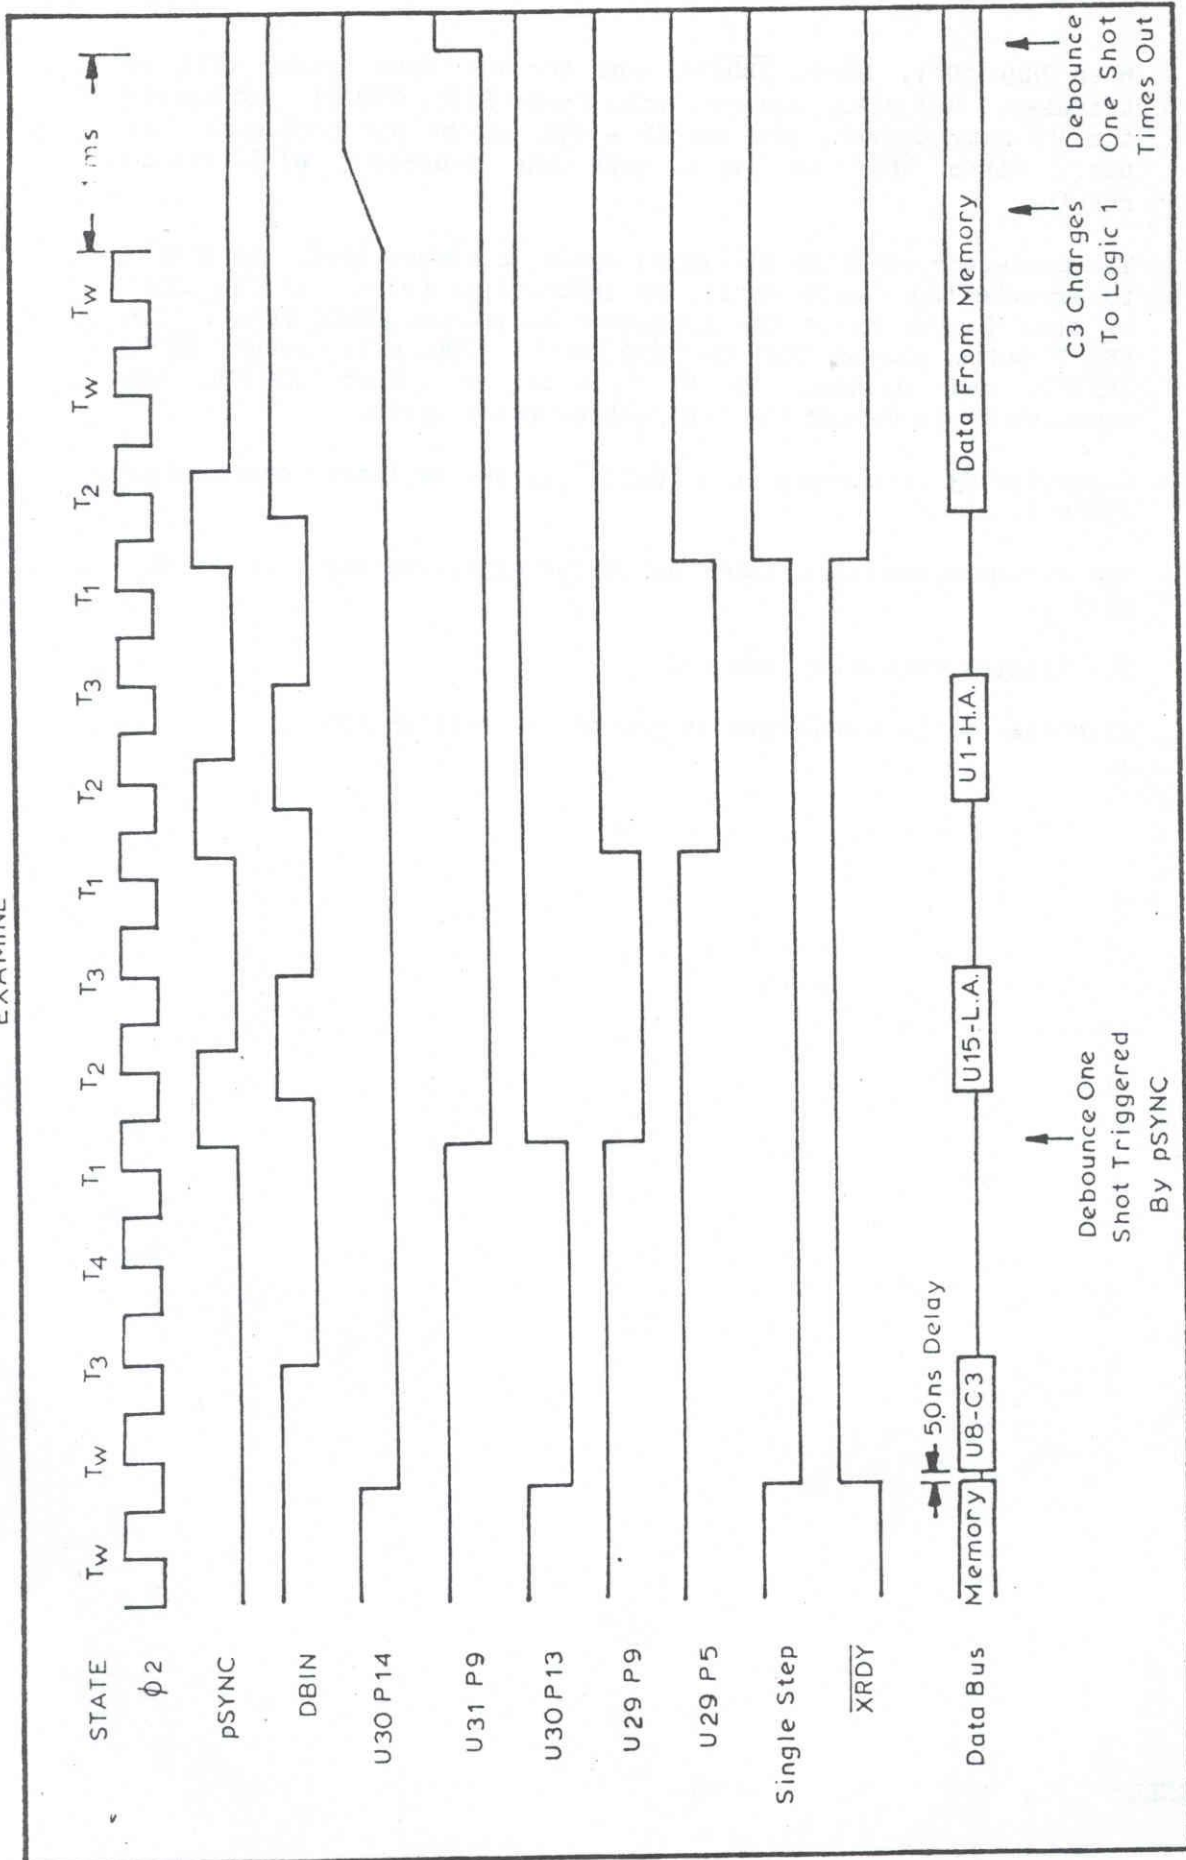 EXAMINE
STATE Tw Tw T3 T4 T1 T2 T3 T1 T2 T3 T1 T2 Tw Tw
ms
ϕ2
pSYNC
DBIN
U30 P14
U31 P9
U30 P13
U29 P9
U29 P5
Single Step
XRDY
50ns Delay
Data Bus Memory U8-C3 U15-L.A. U1-H.A. Data From Memory
Debounce One
Shot Triggered
By pSYNC
C3 Charges
To Logic 1
Debounce
One Shot
Times Out